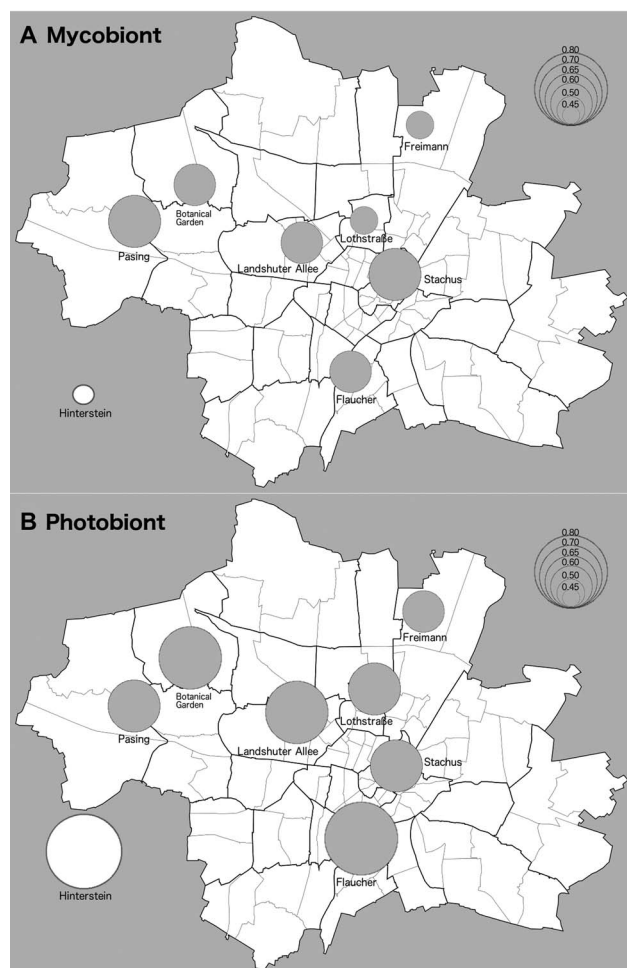 A Mycobiont
0.80
0.70
0.65
0.60
0.50
0.45
Freimann
Botanical
Garden
Lothstraße
Pasing
Landshuter Allee
Stachus
Flaucher
Hinterstein
B Photobiont
0.80
0.70
0.65
0.60
0.50
0.45
Freimann
Botanical
Garden
Lothstraße
Pasing
Landshuter Allee
Stachus
Flaucher
Hinterstein